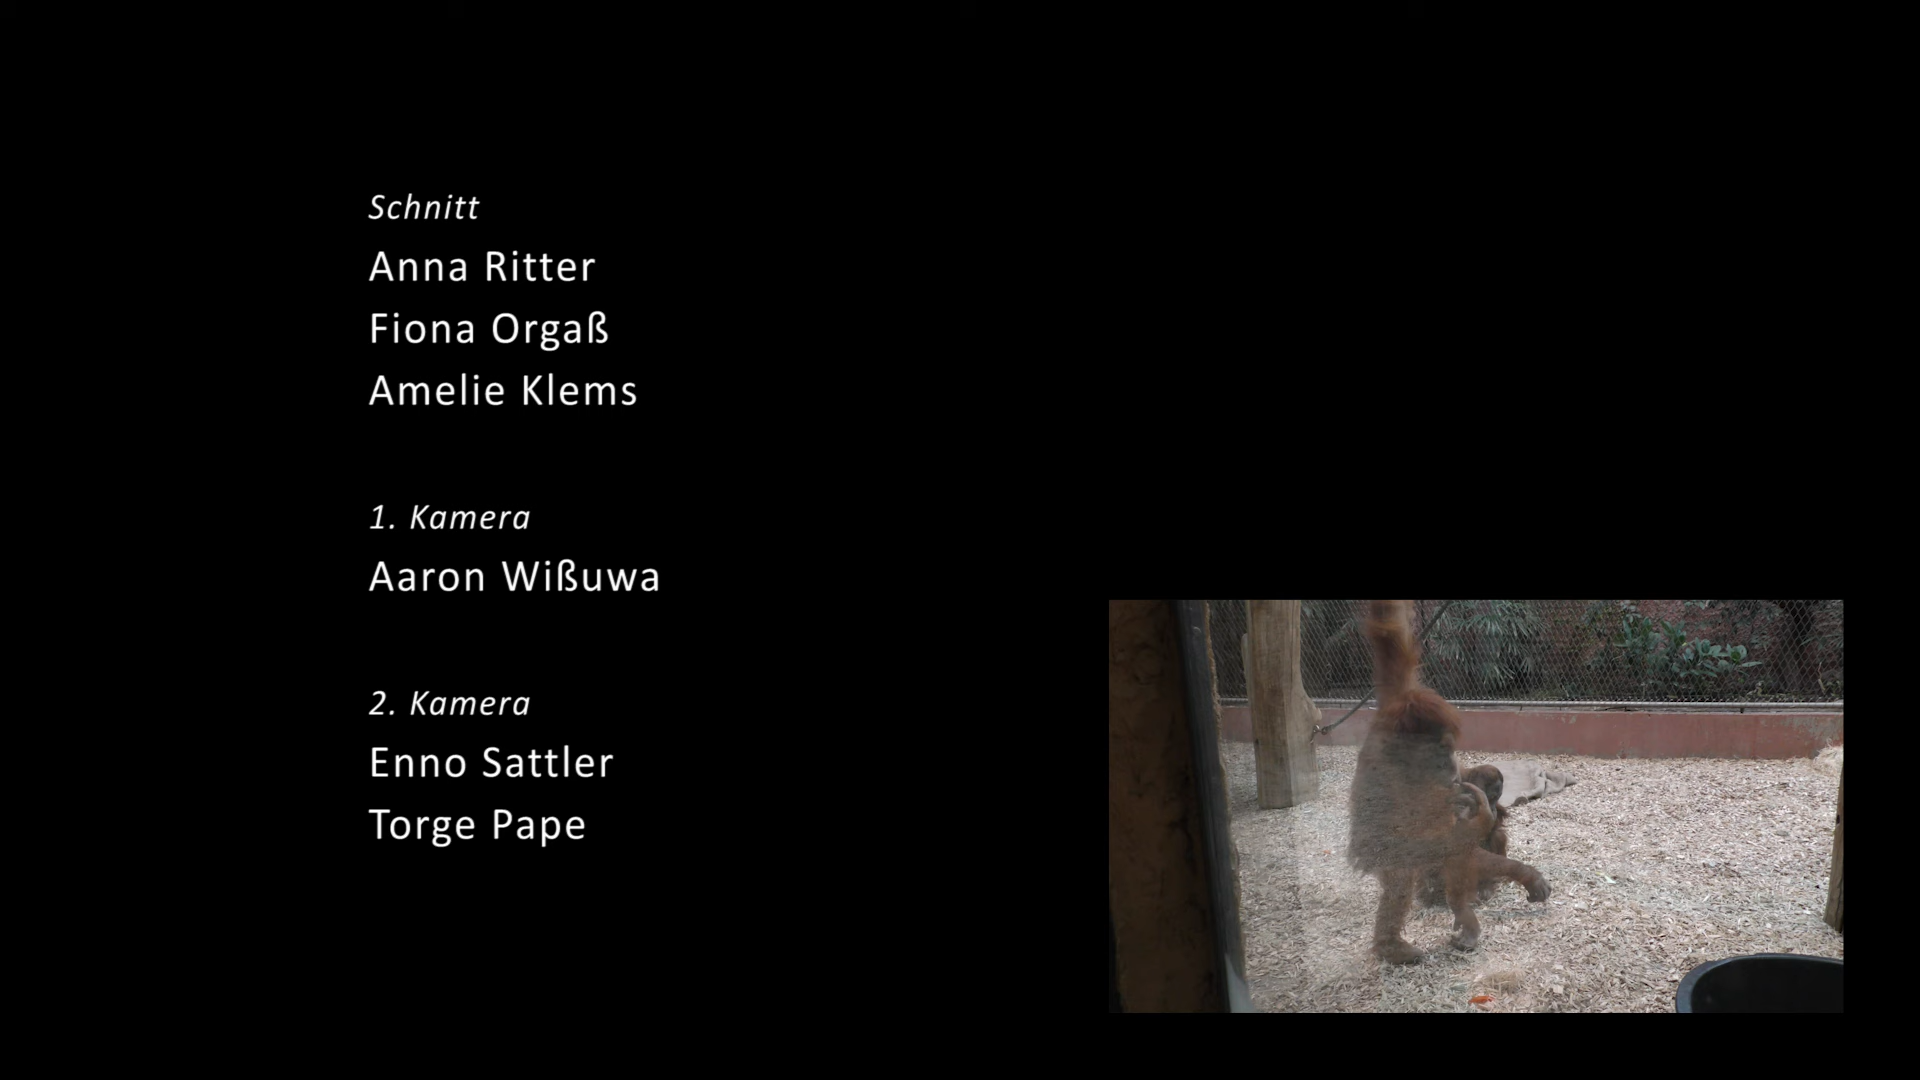 Schnitt
Anna Ritter
Fiona Orgaß
Amelie Klems
1. Kamera
Aaron Wißuwa
2. Kamera
Enno Sattler
Torge Pape